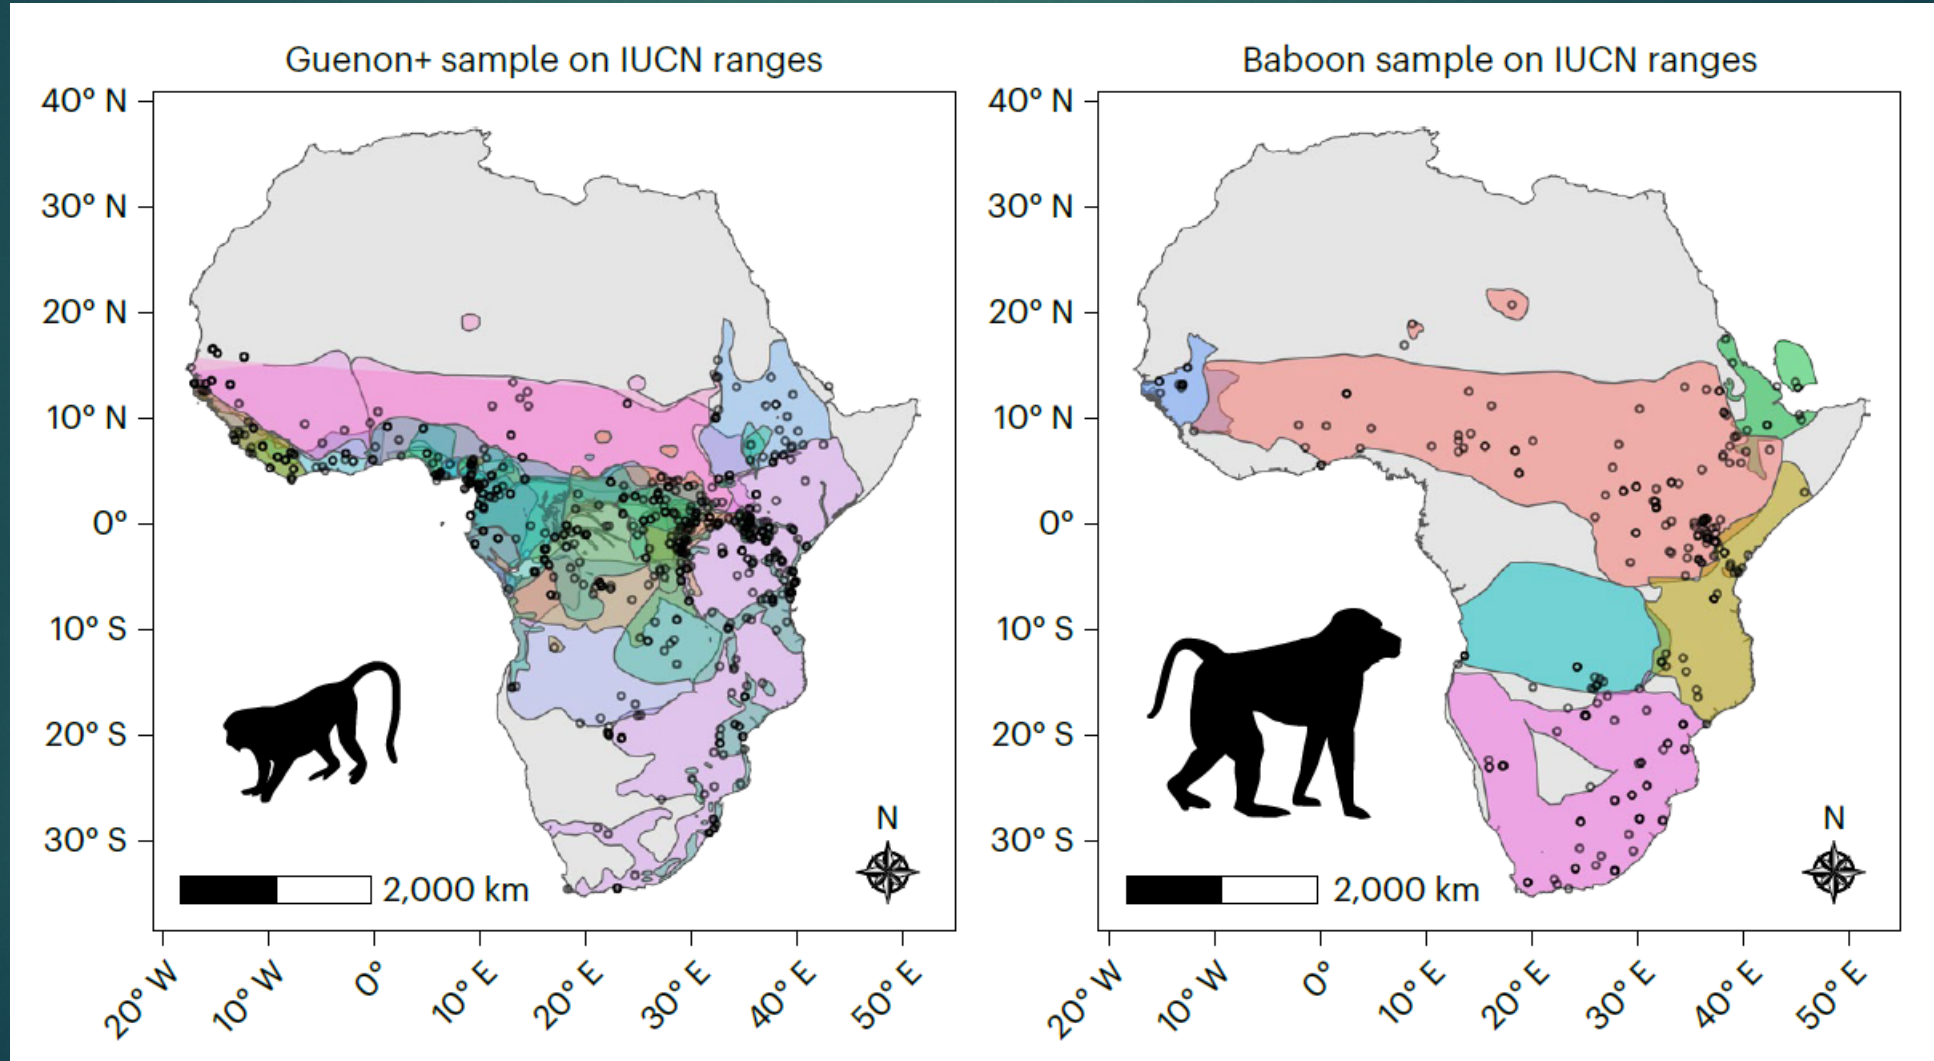 Guenon+ sample on IUCN ranges
40° N
30° N
20° N
10° N
0°
10° S
20° S
30° S
N
2,000 km
20° W
10° W
0°
10° E
20° E
30° E
40° E
50° E
Baboon sample on IUCN ranges
40° N
30° N
20° N
10° N
0°
10° S
20° S
30° S
N
2,000 km
20° W
10° W
0°
10° E
20° E
30° E
40° E
50° E